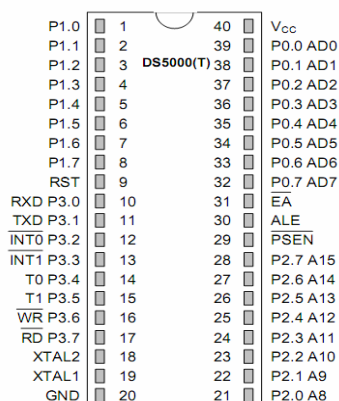 P1.0 1 40 VCC
P1.1 2 39 P0.0 AD0
P1.2 3 DS5000(T) 38 P0.1 AD1
P1.3 4 37 P0.2 AD2
P1.4 5 36 P0.3 AD3
P1.5 6 35 P0.4 AD4
P1.6 7 34 P0.5 AD5
P1.7 8 33 P0.6 AD6
RST 9 32 P0.7 AD7
RXD P3.0 10 31 EA
TXD P3.1 11 30 ALE
INT0 P3.2 12 29 PSEN
INT1 P3.3 13 28 P2.7 A15
T0 P3.4 14 27 P2.6 A14
T1 P3.5 15 26 P2.5 A13
WR P3.6 16 25 P2.4 A12
RD P3.7 17 24 P2.3 A11
XTAL2 18 23 P2.2 A10
XTAL1 19 22 P2.1 A9
GND 20 21 P2.0 A8